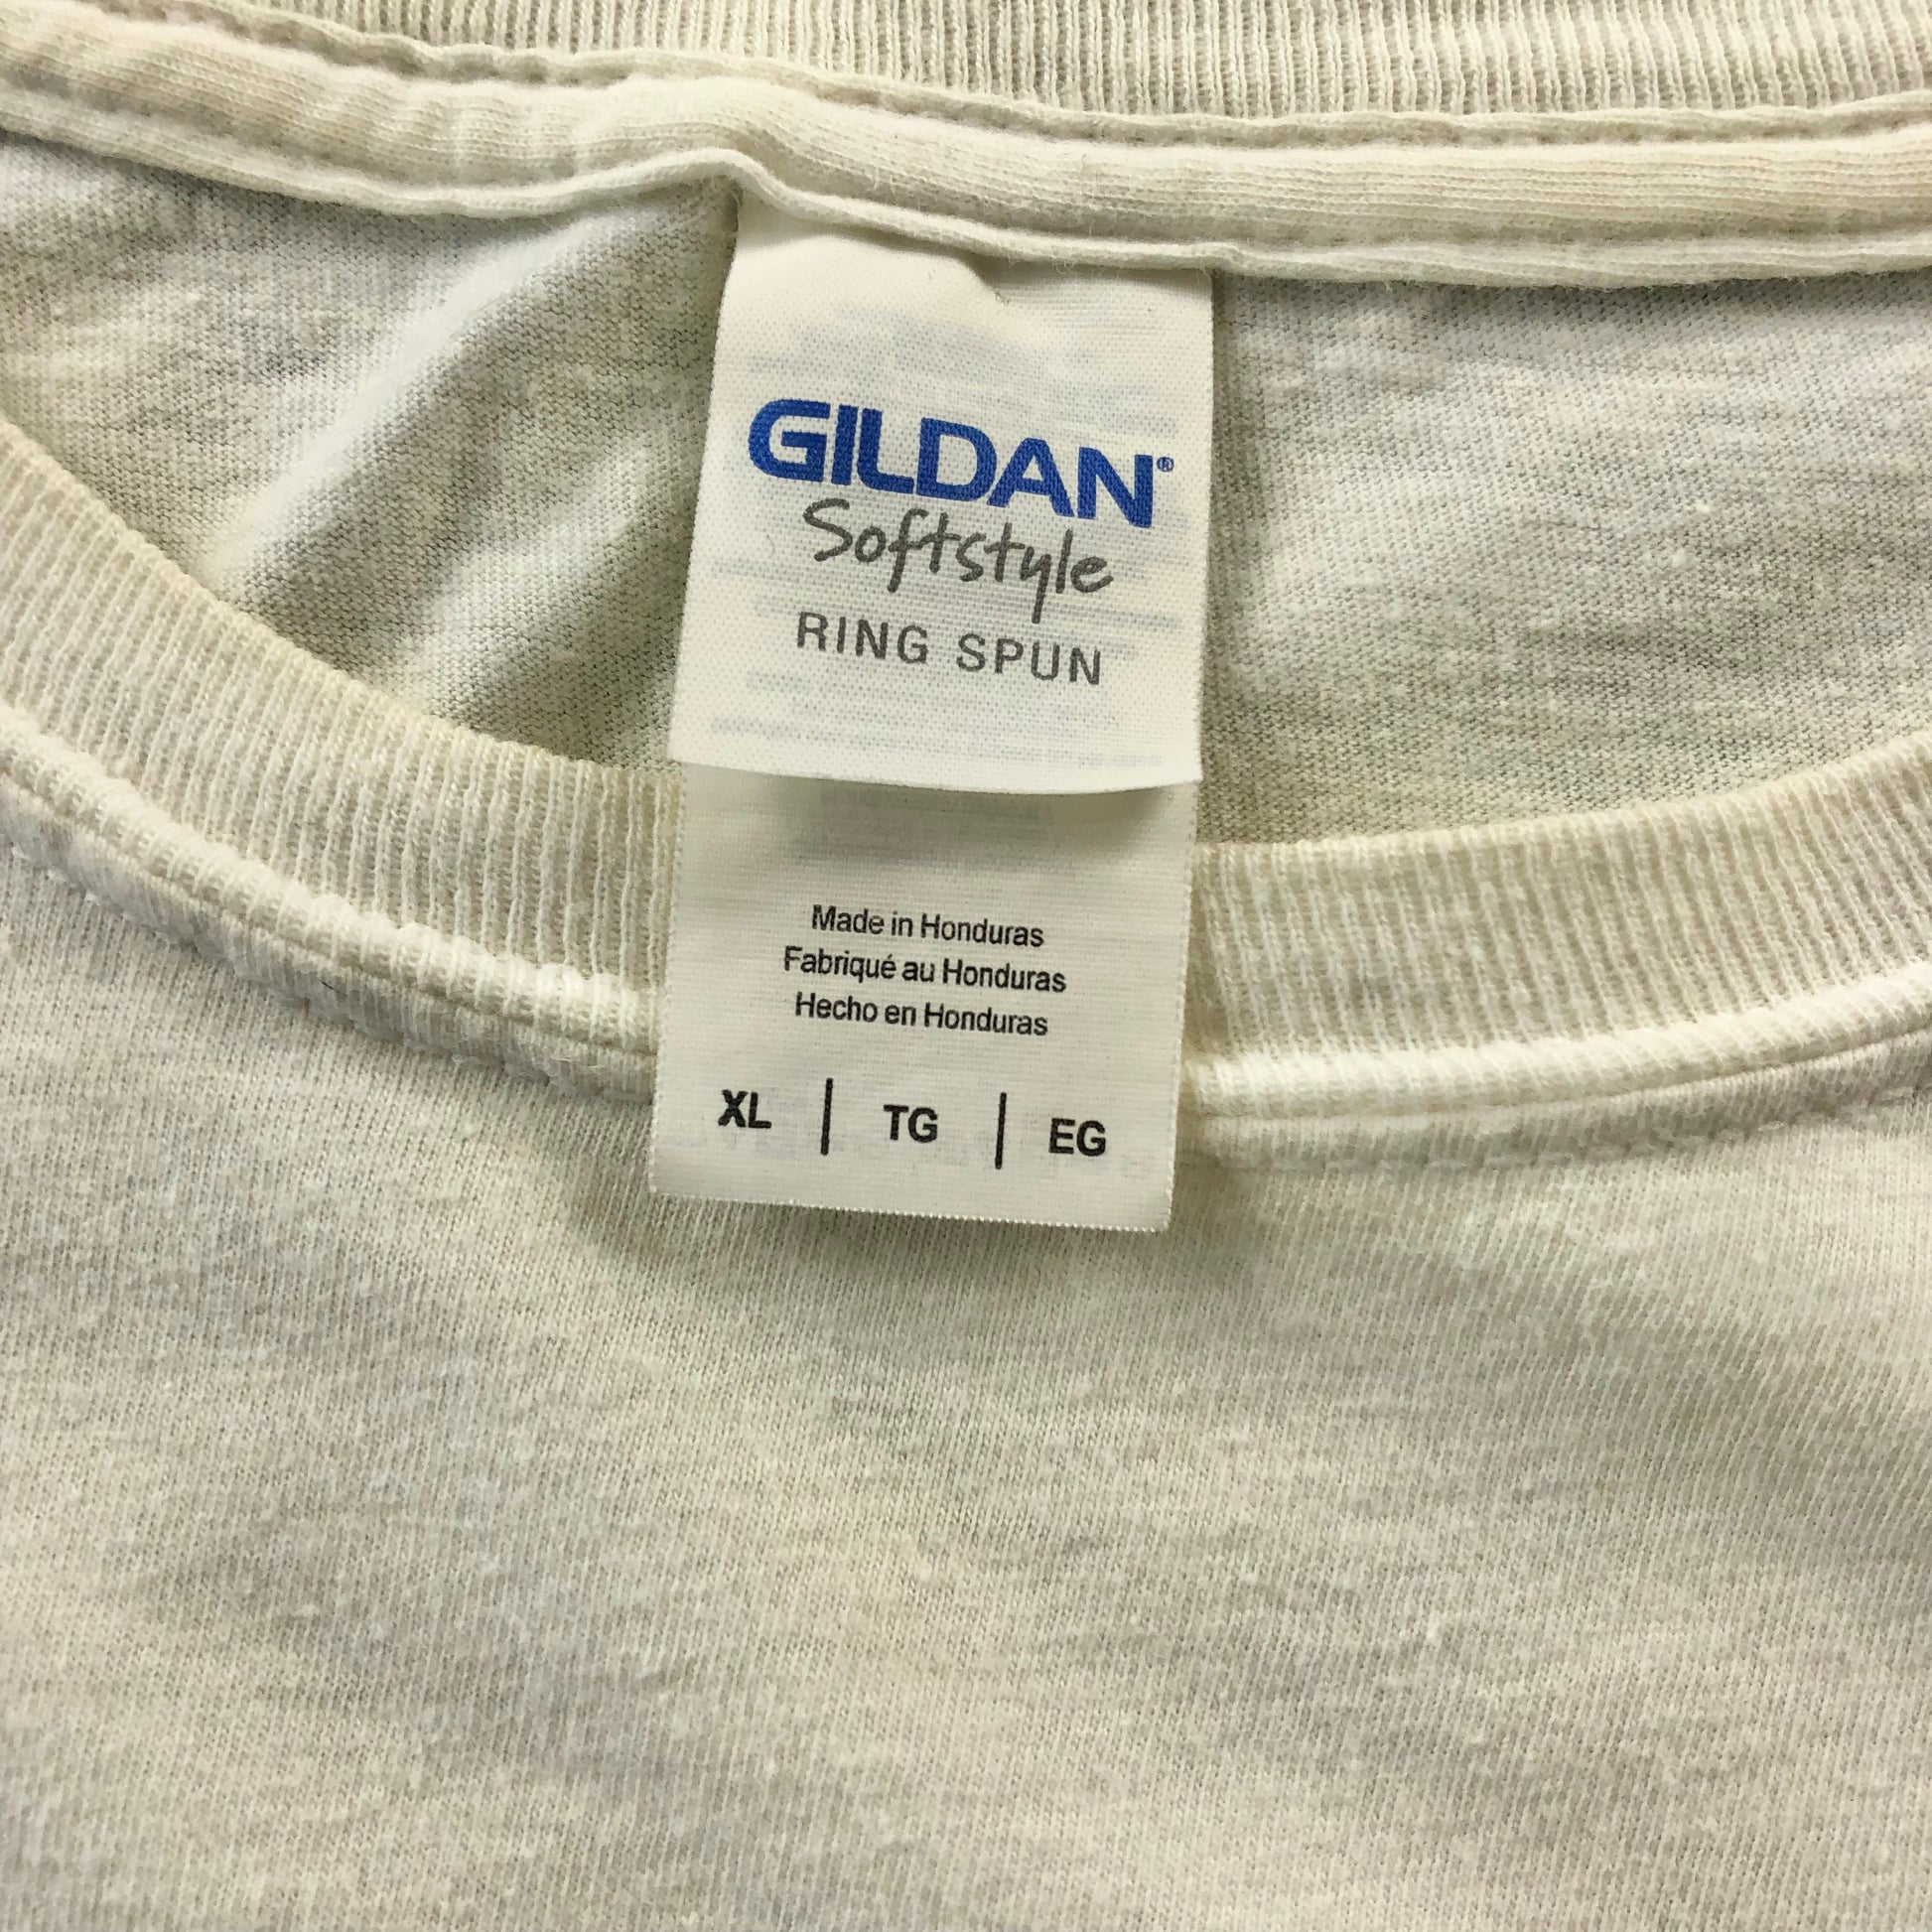 GILDAN®
Softstyle
RING SPUN
Made in Honduras
Fabriqué au Honduras
Hecho en Honduras
XL | TG | EG